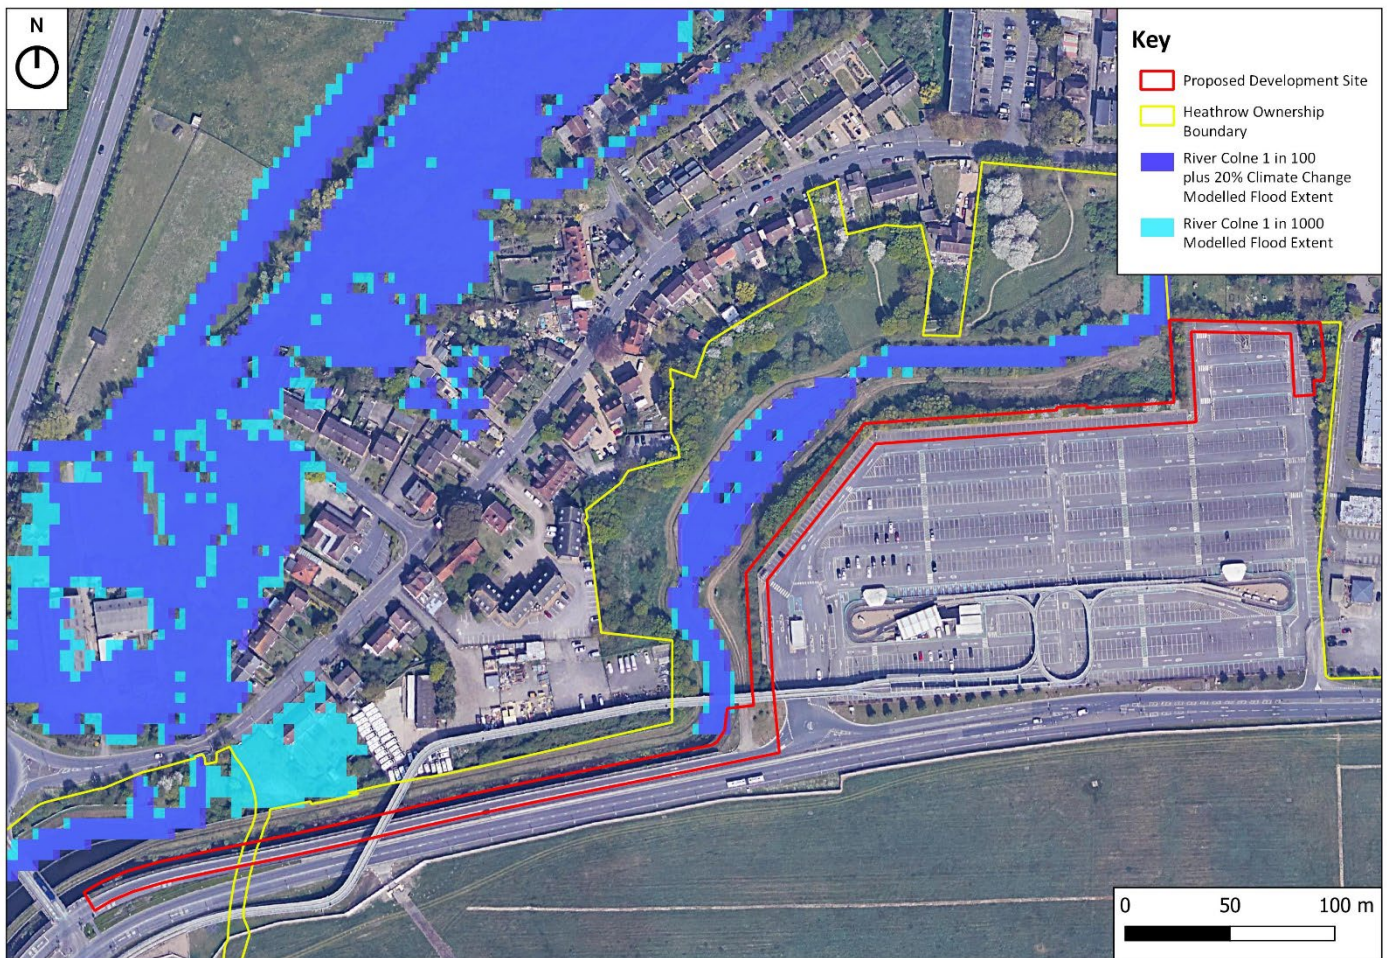 N
Key
Proposed Development Site
Heathrow Ownership
Boundary
River Colne 1 in 100
plus 20% Climate Change
Modelled Flood Extent
River Colne 1 in 1000
Modelled Flood Extent
0 50 100 m